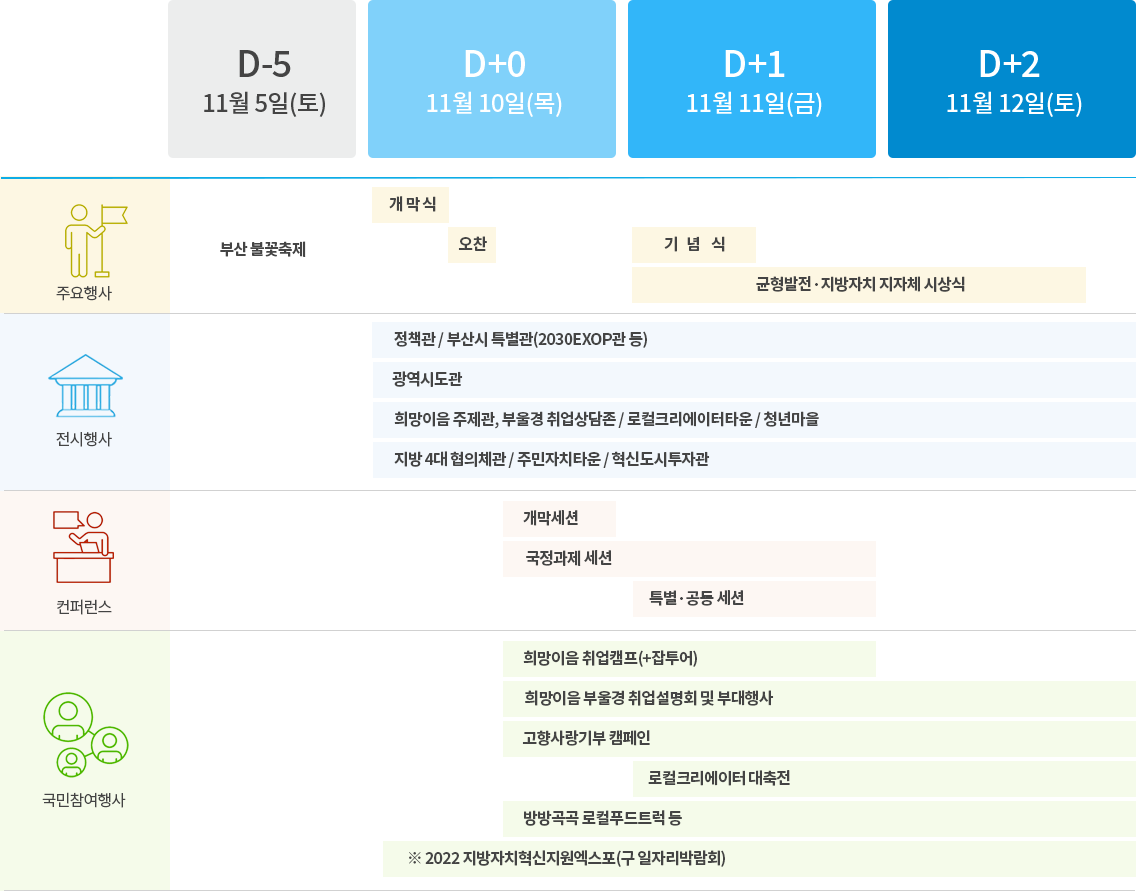 D-5
11월 5일(토)
D+0
11월 10일(목)
D+1
11월 11일(금)
D+2
11월 12일(토)
주요행사
부산 불꽃축제
개 막 식
오찬
기 념 식
균형발전·지방자치 지자체 시상식
전시행사
정책관 / 부산시 특별관(2030EXOP관 등)
광역시도관
희망이음 주제관, 부울경 취업상담존 / 로컬크리에이터타운 / 청년마을
지방 4대 협의체관 / 주민자치타운 / 혁신도시투자관
컨퍼런스
개막세션
국정과제 세션
특별·공동 세션
국민참여행사
희망이음 취업캠프(+잡투어)
희망이음 부울경 취업설명회 및 부대행사
고향사랑기부 캠페인
로컬크리에이터 대축전
방방곡곡 로컬푸드트럭 등
※ 2022 지방자치혁신지원엑스포(구 일자리박람회)